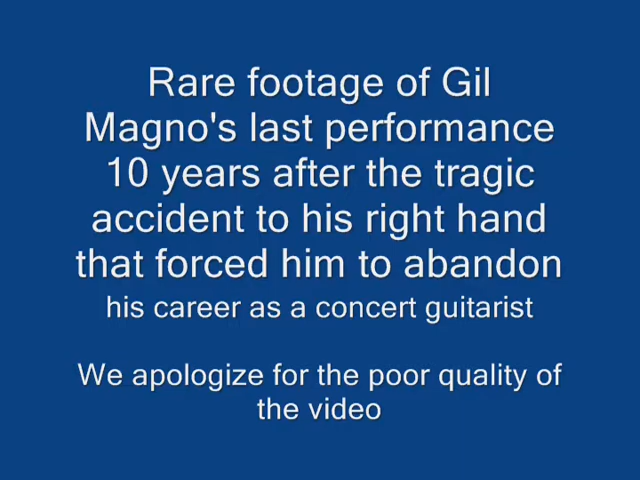 Rare footage of Gil
Magno's last performance
10 years after the tragic
accident to his right hand
that forced him to abandon
his career as a concert guitarist
We apologize for the poor quality of
the video